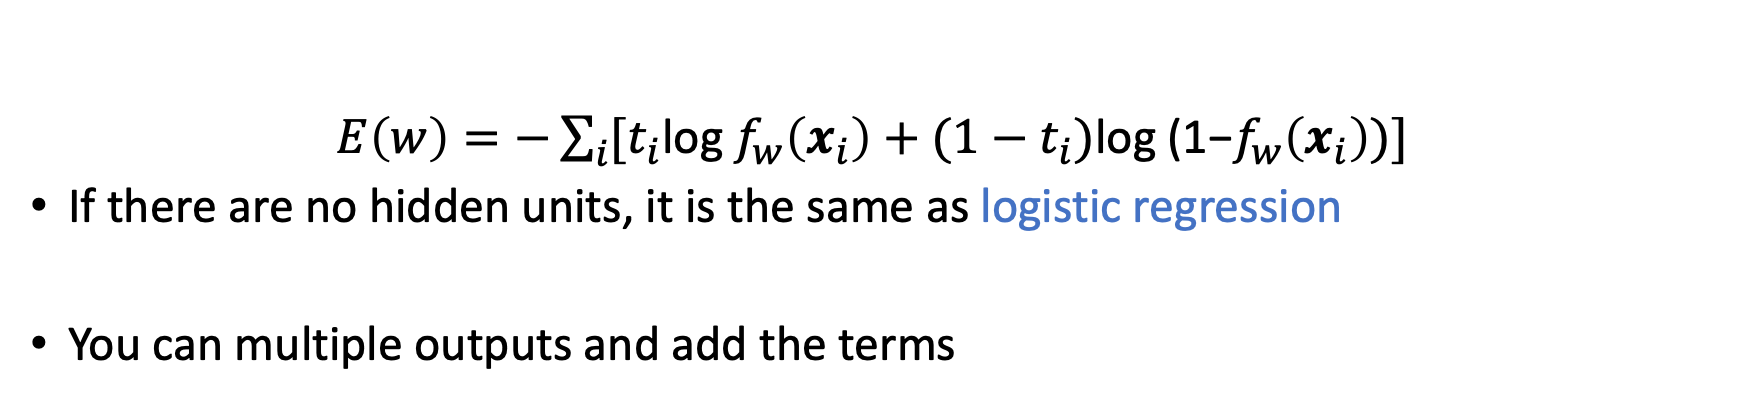 E(w) = − ∑ᵢ[tᵢlog f_w(𝒙ᵢ) + (1 − tᵢ)log (1−f_w(𝒙ᵢ))]
• If there are no hidden units, it is the same as logistic regression
• You can multiple outputs and add the terms